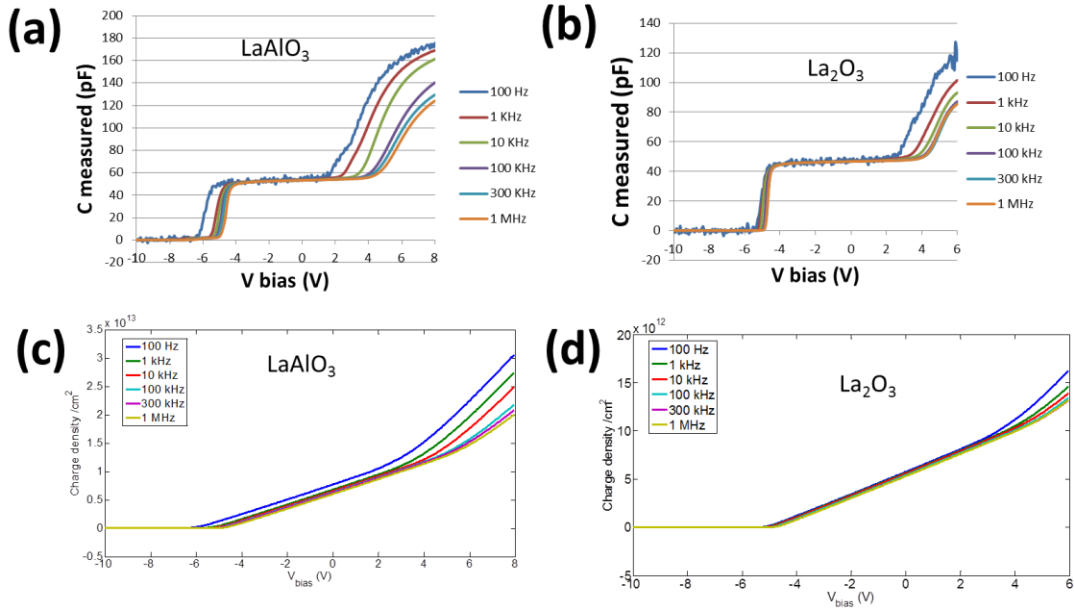 (a)
LaAlO₃
C measured (pF)
200
180
160
140
120
100
80
60
40
20
0
-20
-10 -8 -6 -4 -2 0 2 4 6 8
V bias (V)
100 Hz
1 KHz
10 KHz
100 KHz
300 KHz
1 MHz
(b)
La₂O₃
C measured (pF)
140
120
100
80
60
40
20
0
-20
-10 -8 -6 -4 -2 0 2 4 6
V bias (V)
100 Hz
1 kHz
10 kHz
100 kHz
300 kHz
1 MHz
(c)
LaAlO₃
x 10¹³
Charge density /cm²
3.5
3
2.5
2
1.5
1
0.5
0
0.5
-10 -8 -6 -4 -2 0 2 4 6 8
V_bias (V)
100 Hz
1 kHz
10 kHz
100 kHz
300 kHz
1 MHz
(d)
La₂O₃
x 10¹²
Charge density /cm²
20
15
10
5
0
-5
-10 -8 -6 -4 -2 0 2 4 6
V_bias (V)
100 Hz
1 kHz
10 kHz
100 kHz
300 kHz
1 MHz